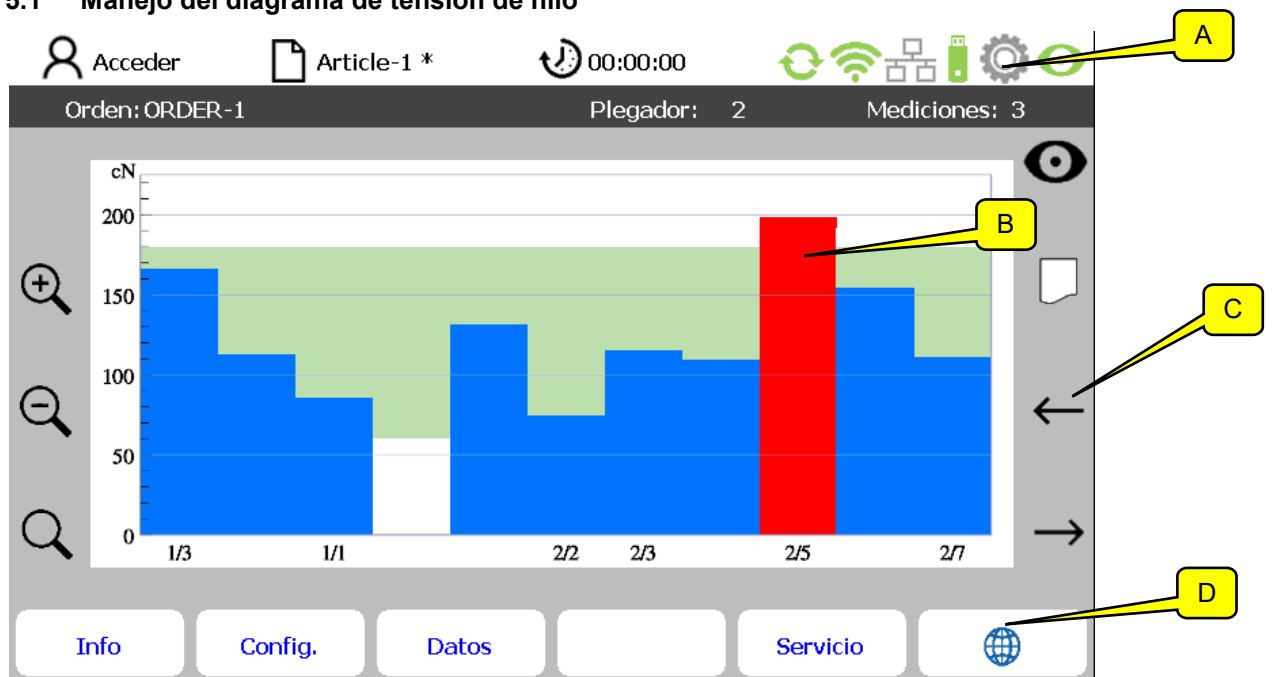 5.1 Manejo del diagrama de tensión de hilo
A
Acceder Article-1 * 00:00:00
Orden: ORDER-1 Plegador: 2 Mediciones: 3
cN
200
B
150
C
100
50
0
1/3 1/1 2/2 2/3 2/5 2/7
D
Info Config. Datos Servicio